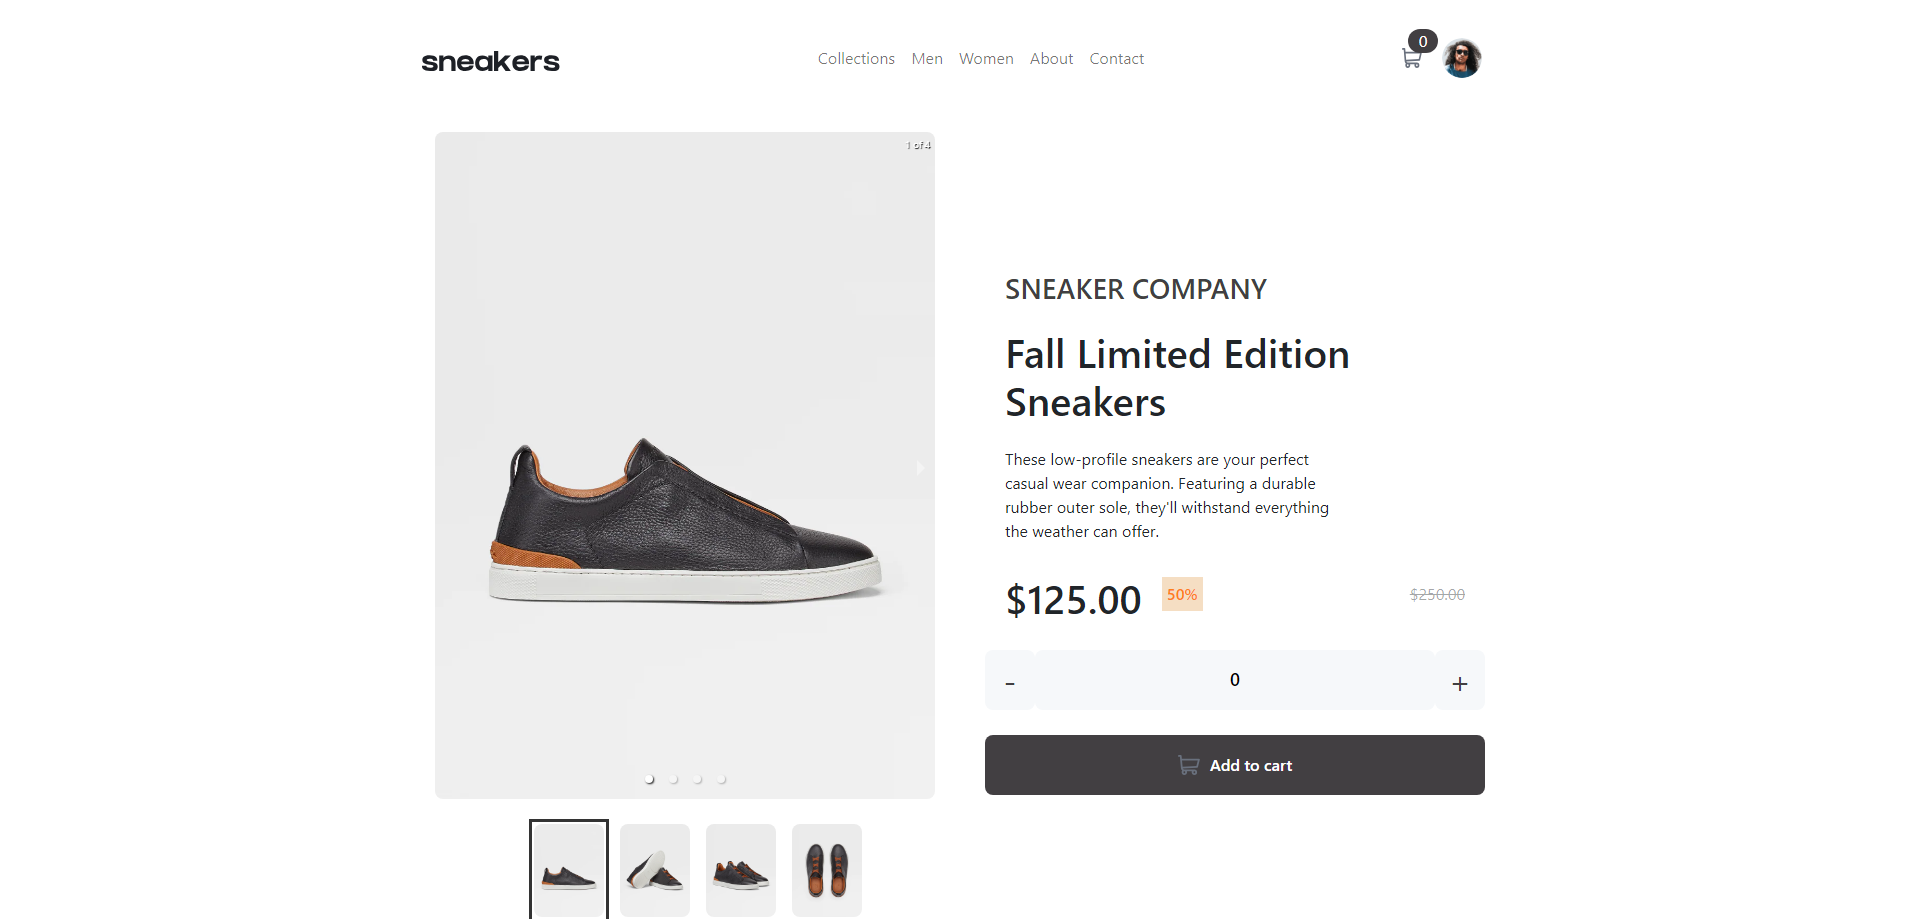 sneakers
Collections Men Women About Contact
0
1 of 4
SNEAKER COMPANY
Fall Limited Edition
Sneakers
These low-profile sneakers are your perfect
casual wear companion. Featuring a durable
rubber outer sole, they'll withstand everything
the weather can offer.
$125.00 50% $250.00
- 0 +
Add to cart